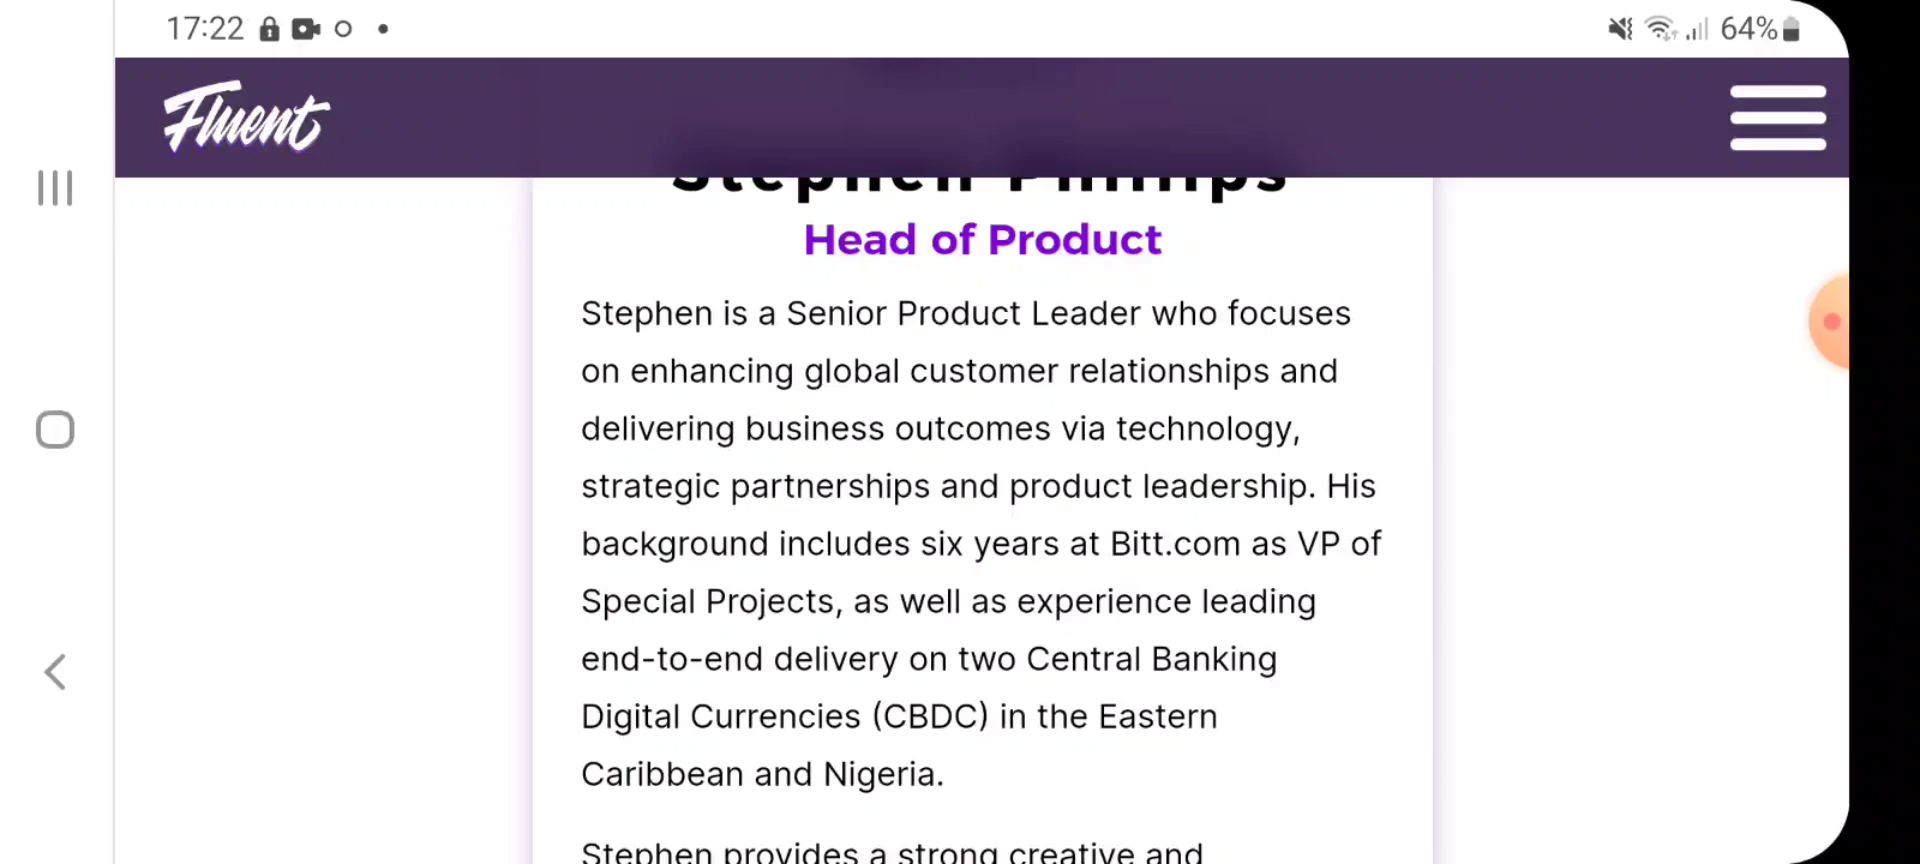 17:22
64%
Fluent
Stephen Phillips
Head of Product
Stephen is a Senior Product Leader who focuses
on enhancing global customer relationships and
delivering business outcomes via technology,
strategic partnerships and product leadership. His
background includes six years at Bitt.com as VP of
Special Projects, as well as experience leading
end-to-end delivery on two Central Banking
Digital Currencies (CBDC) in the Eastern
Caribbean and Nigeria.
Stephen provides a strong creative and